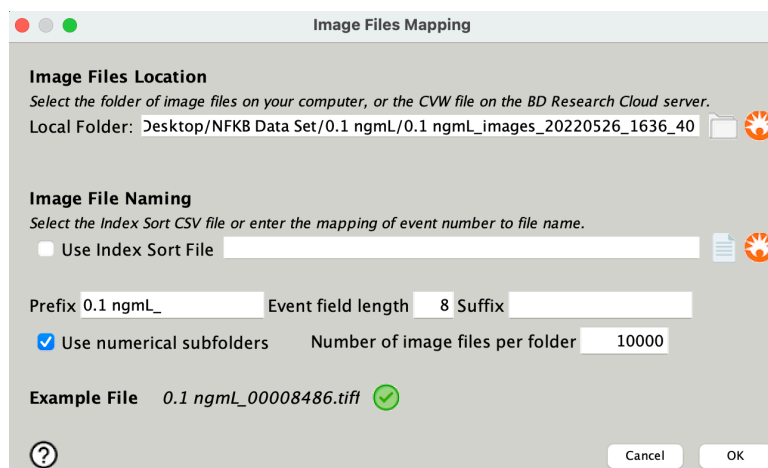 Image Files Mapping
Image Files Location
Select the folder of image files on your computer, or the CVW file on the BD Research Cloud server.
Local Folder: Desktop/NFKB Data Set/0.1 ngmL/0.1 ngmL_images_20220526_1636_40
Image File Naming
Select the Index Sort CSV file or enter the mapping of event number to file name.
Use Index Sort File
Prefix 0.1 ngmL_ Event field length 8 Suffix
Use numerical subfolders Number of image files per folder 10000
Example File 0.1 ngmL_00008486.tiff
? Cancel OK